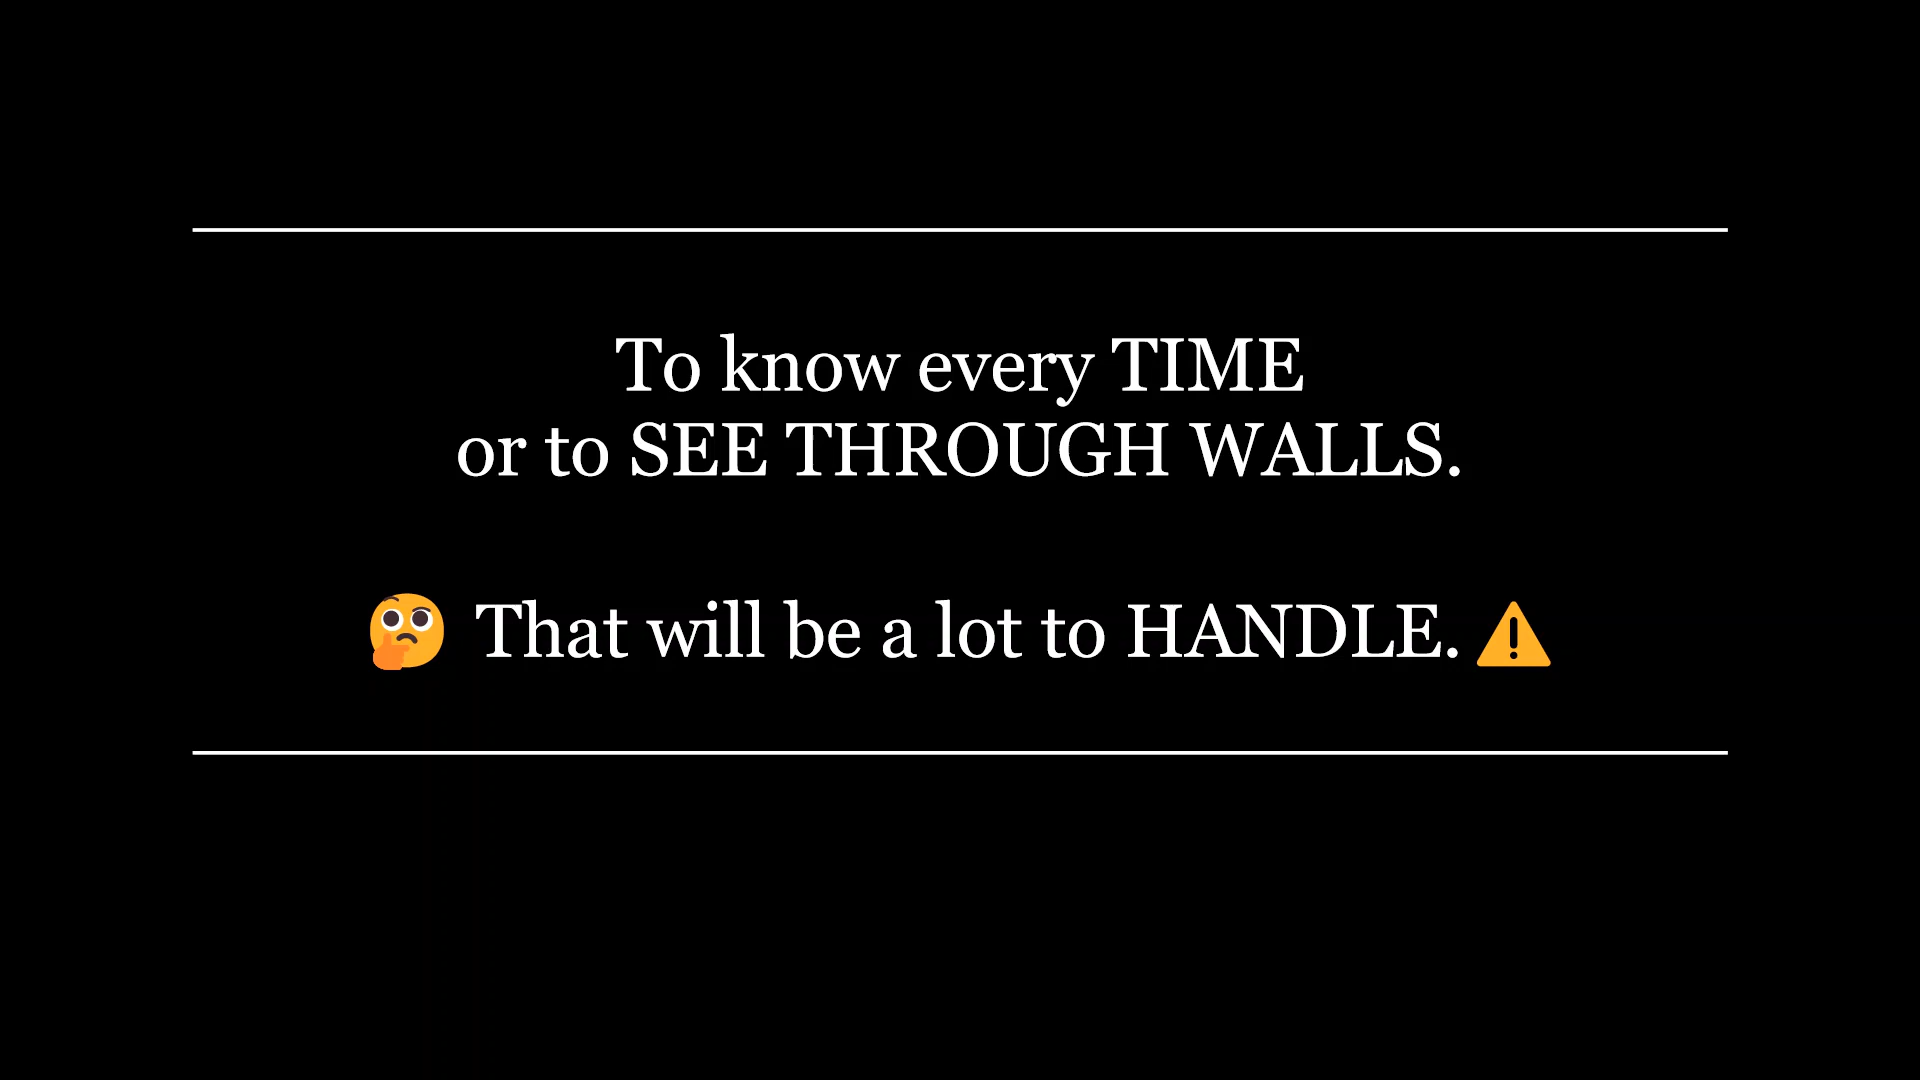 To know every TIME
or to SEE THROUGH WALLS.
🤔 That will be a lot to HANDLE. ⚠️